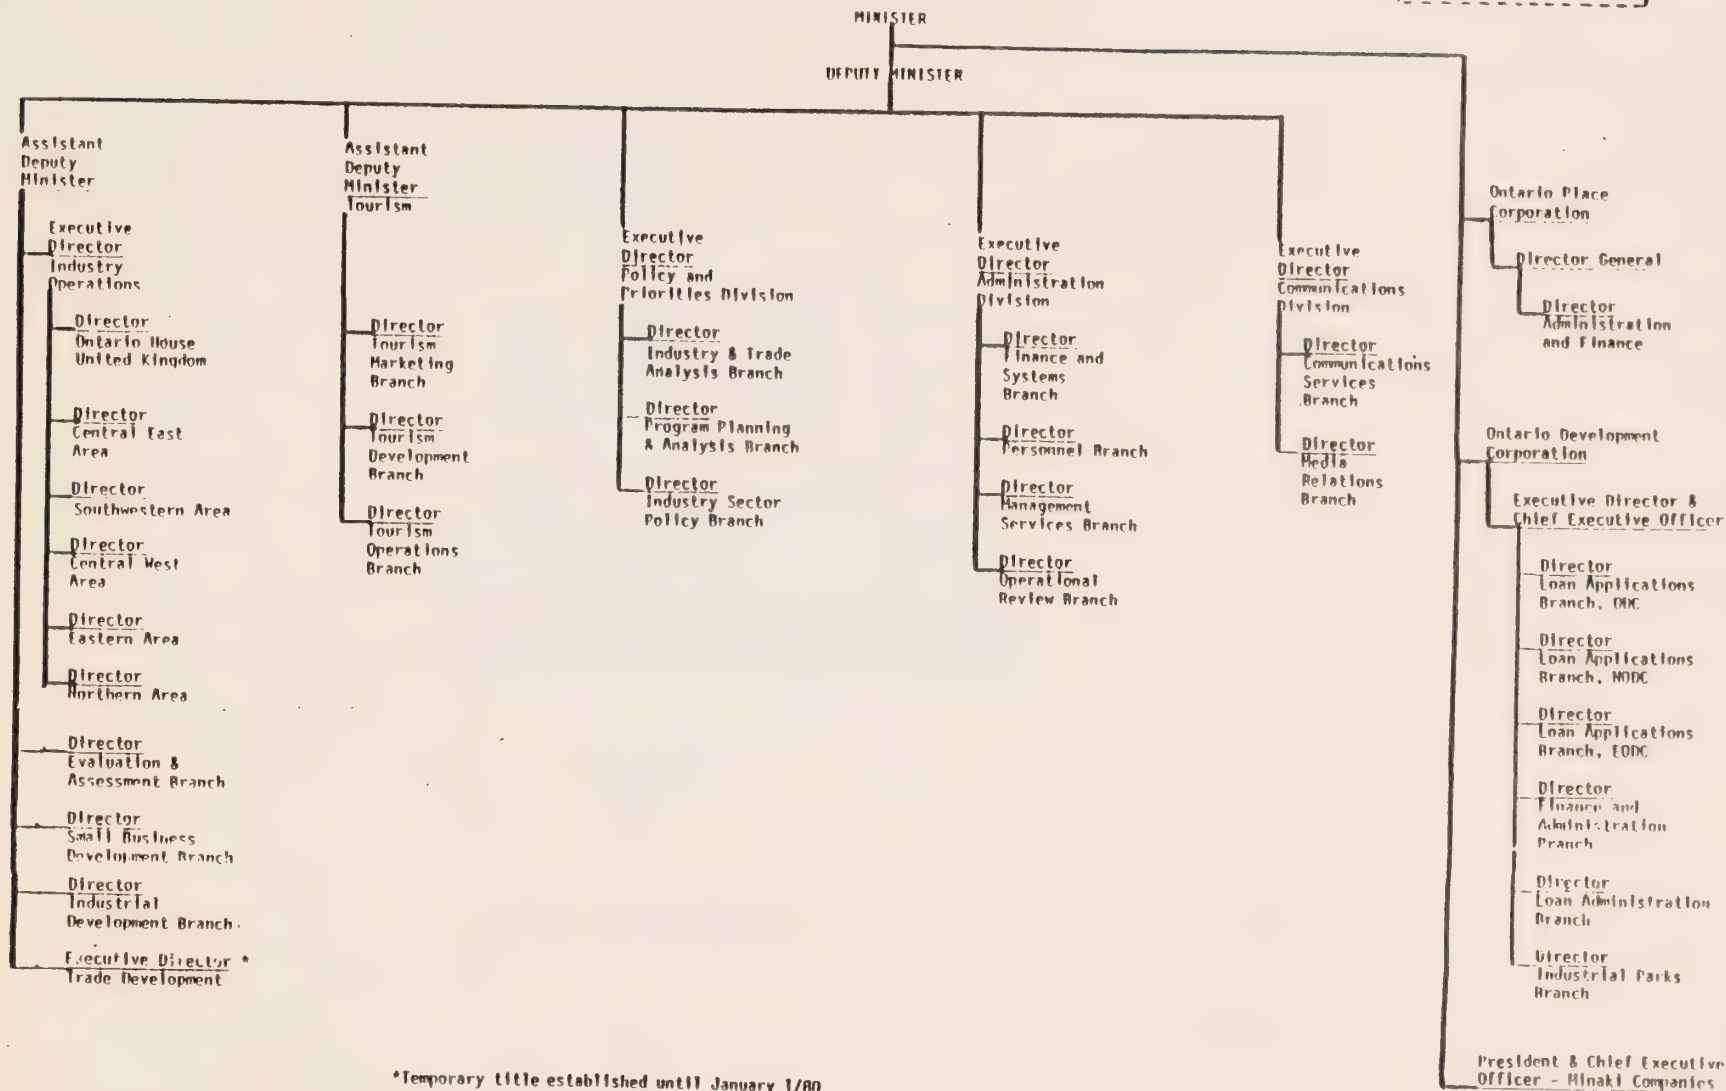 MINISTER
DEPUTY MINISTER
Assistant
Deputy
Minister
Executive
Director
Industry
Operations
Director
Ontario House
United Kingdom
Director
Central East
Area
Director
Southwestern Area
Director
Central West
Area
Director
Eastern Area
Director
Northern Area
Director
Evaluation &
Assessment Branch
Director
Small Business
Development Branch
Director
Industrial
Development Branch
Executive Director *
Trade Development
Assistant
Deputy
Minister
Tourism
Director
Tourism
Marketing
Branch
Director
Tourism
Development
Branch
Director
Tourism
Operations
Branch
Executive
Director
Policy and
Priorities Division
Director
Industry & Trade
Analysis Branch
Director
Program Planning
& Analysis Branch
Director
Industry Sector
Policy Branch
Executive
Director
Administration
Division
Director
Finance and
Systems
Branch
Director
Personnel Branch
Director
Management
Services Branch
Director
Operational
Review Branch
Executive
Director
Communications
Division
Director
Communications
Services
Branch
Director
Media
Relations
Branch
Ontario Place
Corporation
Director General
Director
Administration
and Finance
Ontario Development
Corporation
Executive Director &
Chief Executive Officer
Director
Loan Applications
Branch, ODC
Director
Loan Applications
Branch, NODC
Director
Loan Applications
Branch, EODC
Director
Finance and
Administration
Branch
Director
Loan Administration
Branch
Director
Industrial Parks
Branch
President & Chief Executive
Officer - Minaki Companies
*Temporary title established until January 1/80